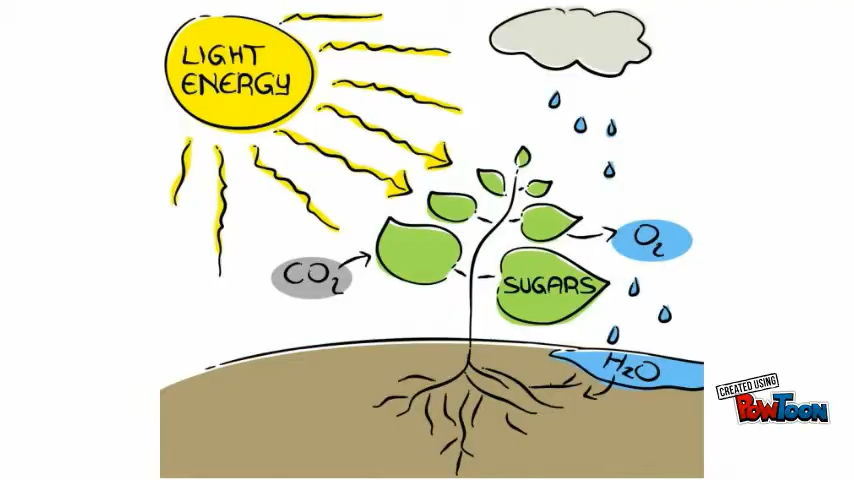 LIGHT
ENERGY
CO₂
O₂
SUGARS
H₂O
CREATED USING
POWTOON